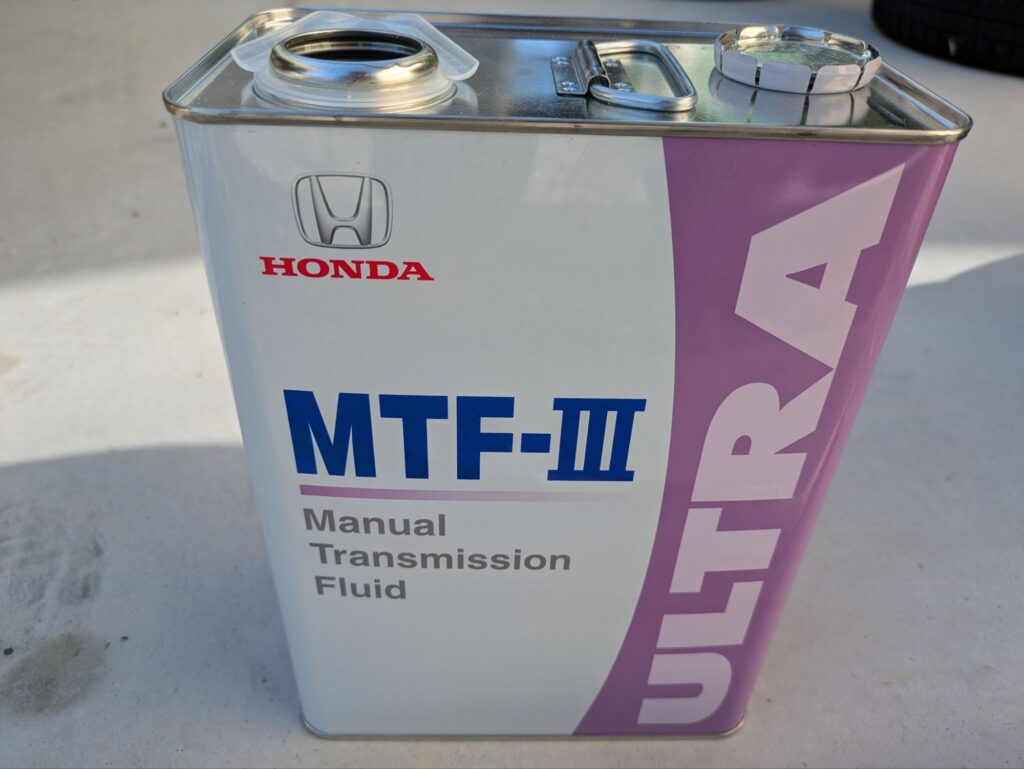 HONDA
MTF-III
Manual
Transmission
Fluid
ULTRA